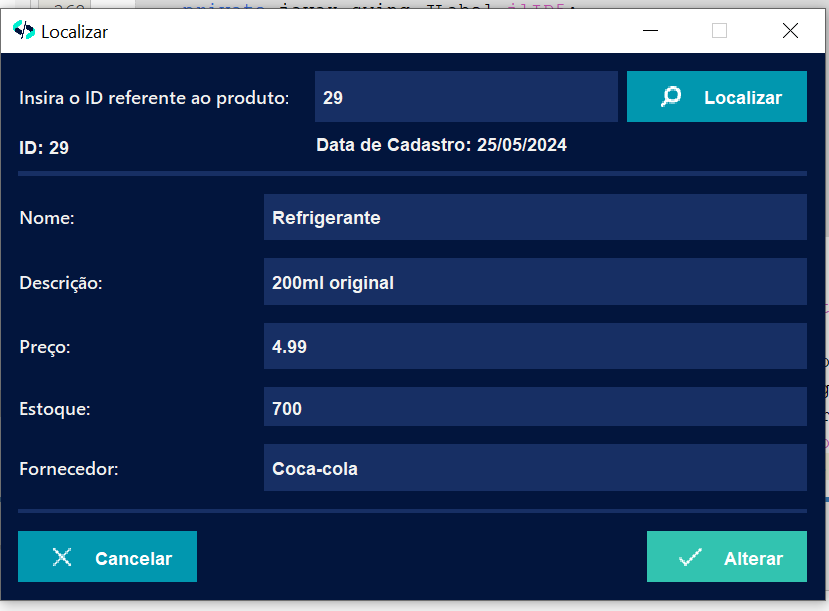 Localizar
Insira o ID referente ao produto: 29 Localizar
ID: 29 Data de Cadastro: 25/05/2024
Nome: Refrigerante
Descrição: 200ml original
Preço: 4.99
Estoque: 700
Fornecedor: Coca-cola
Cancelar Alterar